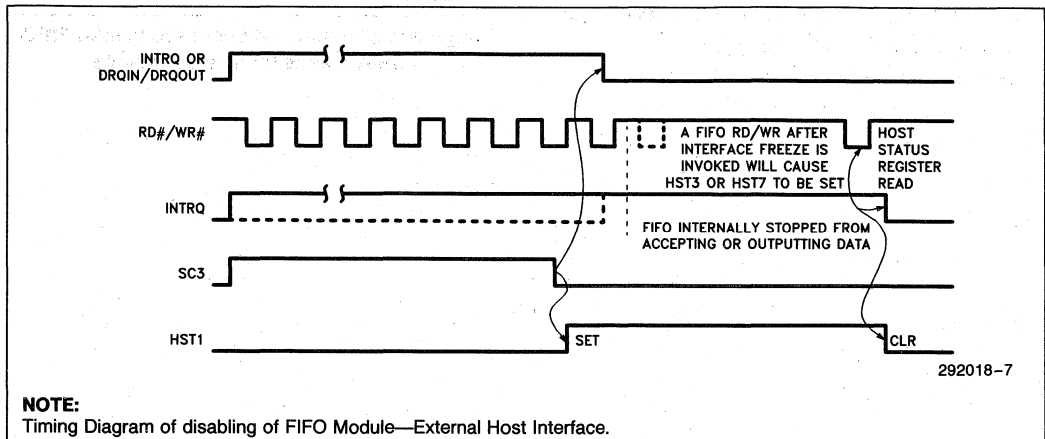 INTRQ OR
DRQIN/DRQOUT
RD#/WR#
A FIFO RD/WR AFTER
INTERFACE FREEZE IS
INVOKED WILL CAUSE
HST3 OR HST7 TO BE SET
HOST
STATUS
REGISTER
READ
INTRQ
FIFO INTERNALLY STOPPED FROM
ACCEPTING OR OUTPUTTING DATA
SC3
HST1
SET
CLR
292018-7
NOTE:
Timing Diagram of disabling of FIFO Module—External Host Interface.